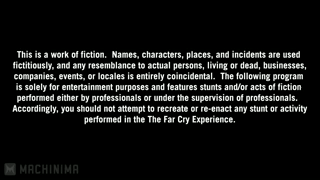 This is a work of fiction.  Names, characters, places, and incidents are used
fictitiously, and any resemblance to actual persons, living or dead, businesses,
companies, events, or locales is entirely coincidental.  The following program
is solely for entertainment purposes and features stunts and/or acts of fiction
performed either by professionals or under the supervision of professionals.
Accordingly, you should not attempt to recreate or re-enact any stunt or activity
performed in the The Far Cry Experience.
MACHINIMA